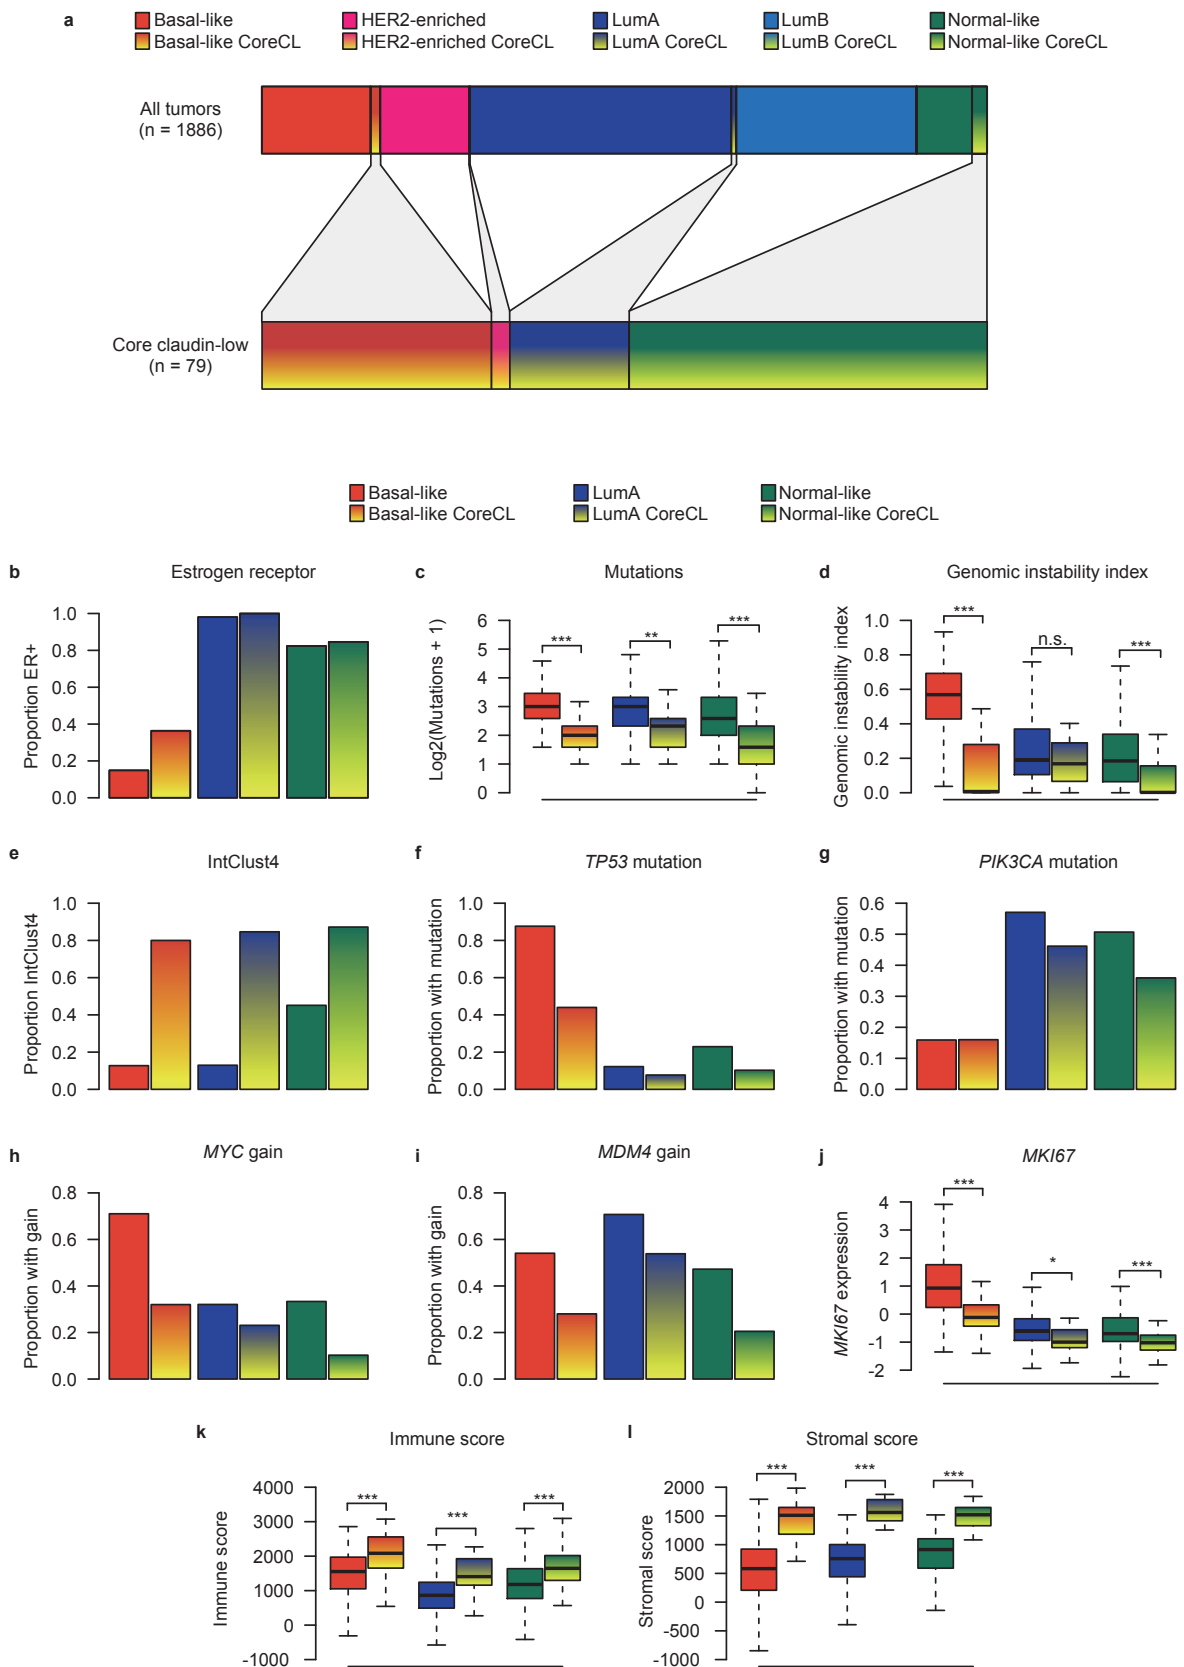 a
Basal-like HER2-enriched LumA LumB Normal-like
Basal-like CoreCL HER2-enriched CoreCL LumA CoreCL LumB CoreCL Normal-like CoreCL
All tumors
(n = 1886)
Core claudin-low
(n = 79)
Basal-like LumA Normal-like
Basal-like CoreCL LumA CoreCL Normal-like CoreCL
b Estrogen receptor
Proportion ER+
1.0
0.8
0.6
0.4
0.2
0.0
c Mutations
Log2(Mutations + 1)
6
5
4
3
2
1
0
*** ** ***
d Genomic instability index
Genomic instability index
1.0
0.8
0.6
0.4
0.2
0.0
*** n.s. ***
e IntClust4
Proportion IntClust4
1.0
0.8
0.6
0.4
0.2
0.0
f TP53 mutation
Proportion with mutation
1.0
0.8
0.6
0.4
0.2
0.0
g PIK3CA mutation
Proportion with mutation
0.6
0.5
0.4
0.3
0.2
0.1
0.0
h MYC gain
Proportion with gain
0.8
0.6
0.4
0.2
0.0
i MDM4 gain
Proportion with gain
0.8
0.6
0.4
0.2
0.0
j MKI67
MKI67 expression
4
3
2
1
0
-1
-2
*** * ***
k Immune score
Immune score
4000
3000
2000
1000
0
-1000
*** *** ***
l Stromal score
Stromal score
2000
1500
1000
500
0
-500
-1000
*** *** ***